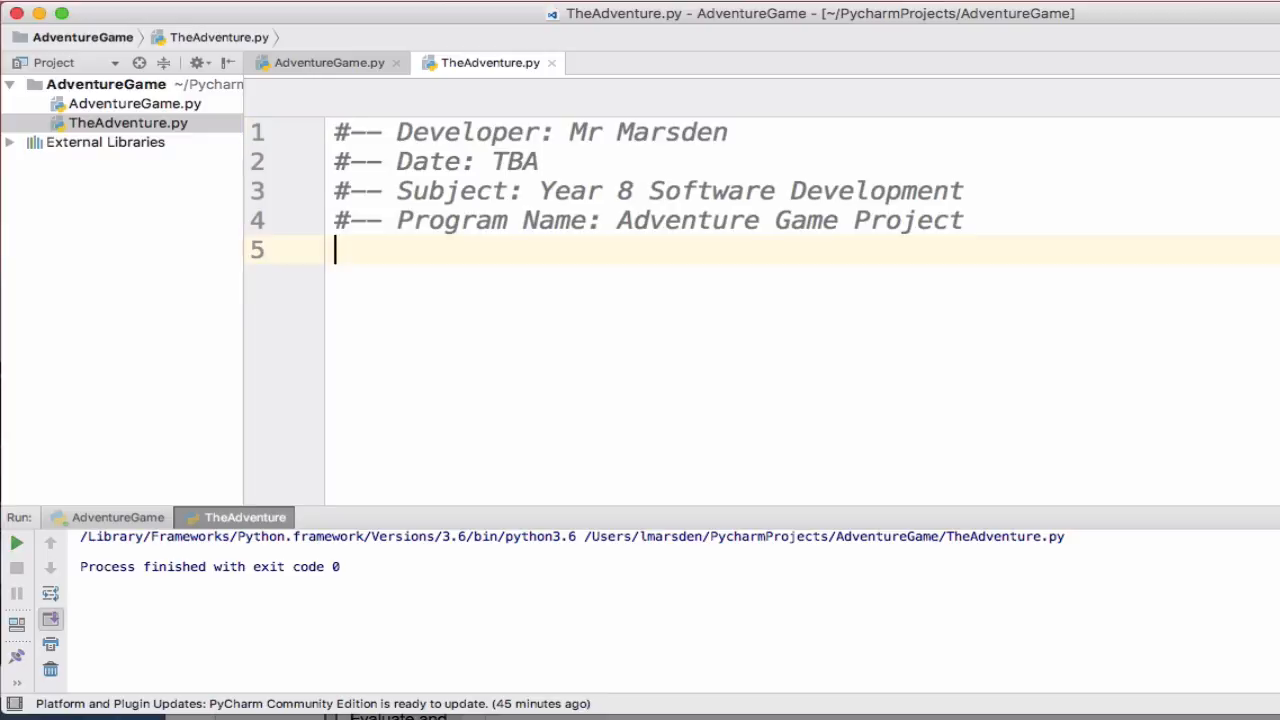 TheAdventure.py - AdventureGame - [~/PycharmProjects/AdventureGame]
AdventureGame TheAdventure.py
Project AdventureGame.py TheAdventure.py
AdventureGame ~/Pycharm
AdventureGame.py
TheAdventure.py
External Libraries
1 #-- Developer: Mr Marsden
2 #-- Date: TBA
3 #-- Subject: Year 8 Software Development
4 #-- Program Name: Adventure Game Project
5
Run: AdventureGame TheAdventure
/Library/Frameworks/Python.framework/Versions/3.6/bin/python3.6 /Users/lmarsden/PycharmProjects/AdventureGame/TheAdventure.py
Process finished with exit code 0
Platform and Plugin Updates: PyCharm Community Edition is ready to update. (45 minutes ago)
Evaluate and